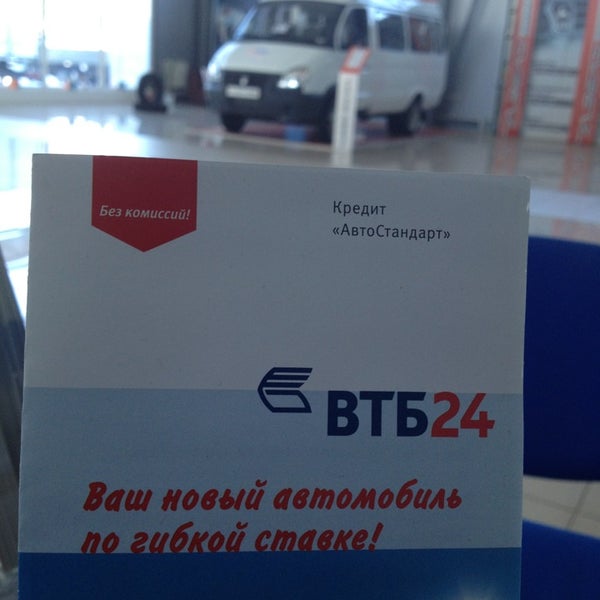 Без комиссий!
Кредит
«АвтоСтандарт»
ВТБ24
Ваш новый автомобиль
по гибкой ставке!